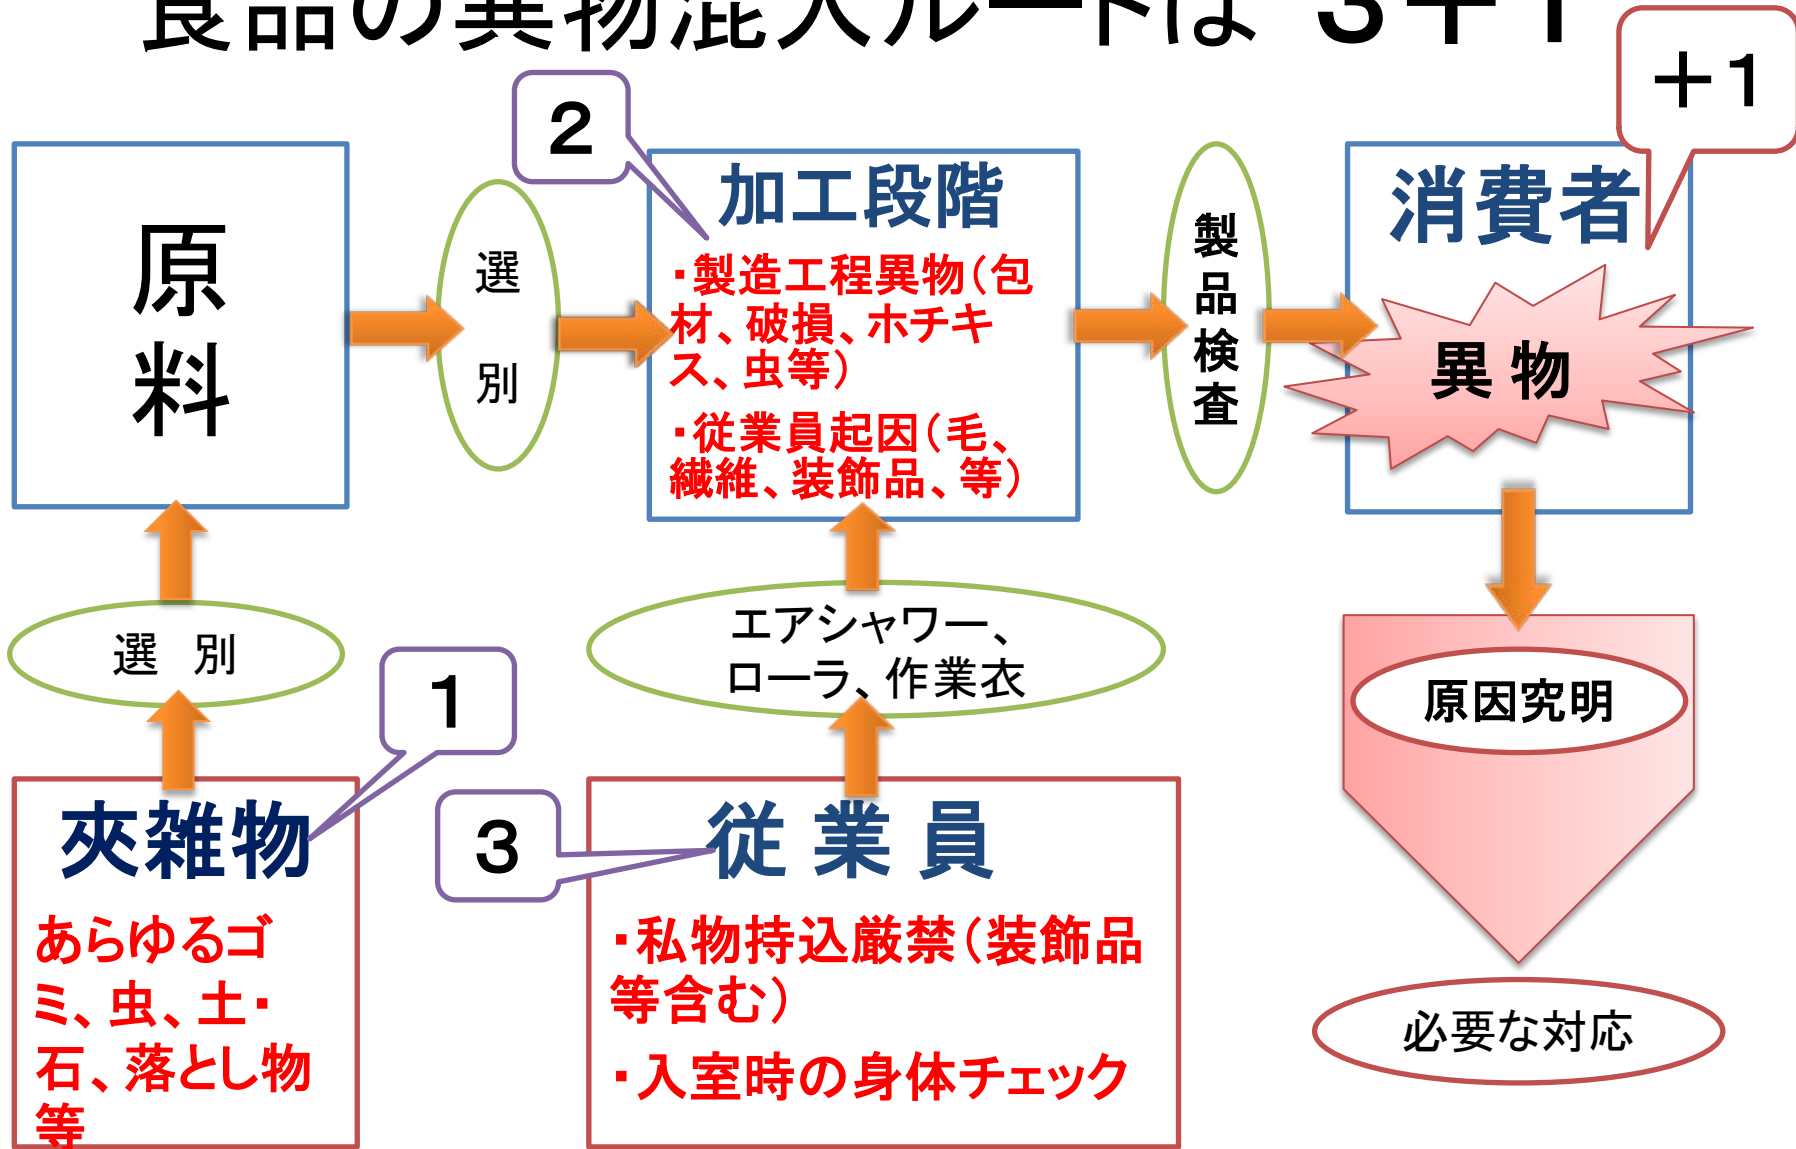 食品の異物混入ルートは 3＋1
＋1
2
原
料
選
別
加工段階
・製造工程異物（包
材、破損、ホチキ
ス、虫等）
・従業員起因（毛、
繊維、装飾品、等）
製
品
検
査
消費者
異 物
選 別
エアシャワー、
ローラ、作業衣
原因究明
1
夾雑物
あらゆるゴ
ミ、虫、土・
石、落とし物
等
3
従 業 員
・私物持込厳禁（装飾品
等含む）
・入室時の身体チェック
必要な対応